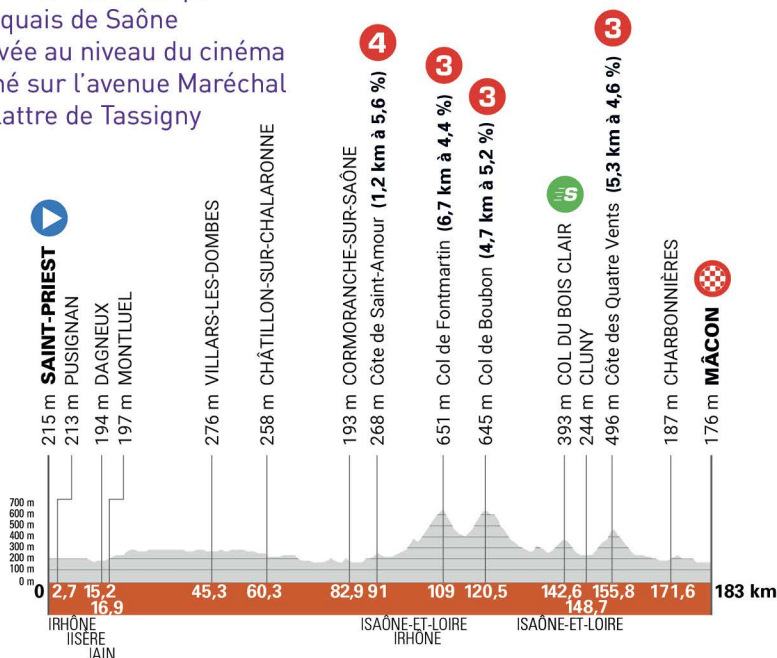 quais de Saône
vée au niveau du cinéma
né sur l'avenue Maréchal
attre de Tassigny
4
3
3
3
S
215 m SAINT-PRIEST
213 m PUSIGNAN
194 m DAGNEUX
197 m MONTLUEL
276 m VILLARS-LES-DOMBES
258 m CHÂTILLON-SUR-CHALARONNE
193 m CORMORANCHE-SUR-SAÔNE
268 m Côte de Saint-Amour (1,2 km à 5,6 %)
651 m Col de Fontmartin (6,7 km à 4,4 %)
645 m Col de Boubon (4,7 km à 5,2 %)
393 m COL DU BOIS CLAIR
244 m CLUNY
496 m Côte des Quatre Vents (5,3 km à 4,6 %)
187 m CHARBONNIÈRES
176 m MÂCON
700 m
600 m
500 m
400 m
300 m
200 m
100 m
0 m
0 2,7 15,2 45,3 60,3 82,9 91 109 120,5 142,6 155,8 171,6 183 km
16,9 148,7
RHÔNE SAÔNE-ET-LOIRE SAÔNE-ET-LOIRE
ISÈRE RHÔNE
AIN